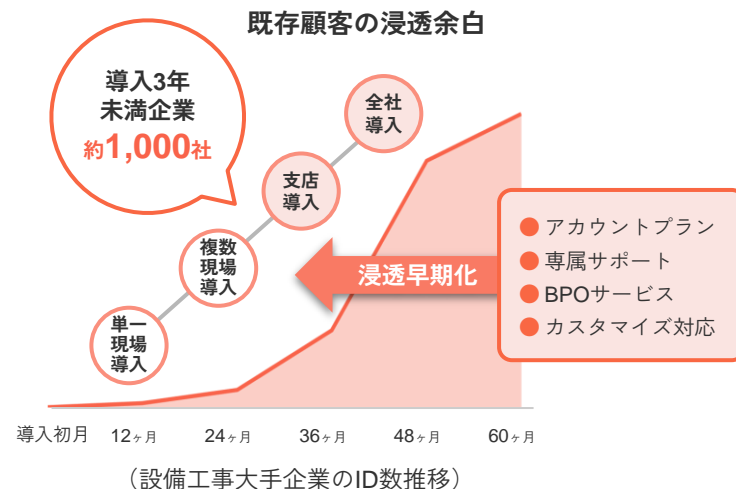 既存顧客の浸透余白
導入3年
未満企業
約1,000社
全社
導入
支店
導入
複数
現場
導入
単一
現場
導入
浸透早期化
● アカウントプラン
● 専属サポート
● BPOサービス
● カスタマイズ対応
導入初月 12ヶ月 24ヶ月 36ヶ月 48ヶ月 60ヶ月
（設備工事大手企業のID数推移）